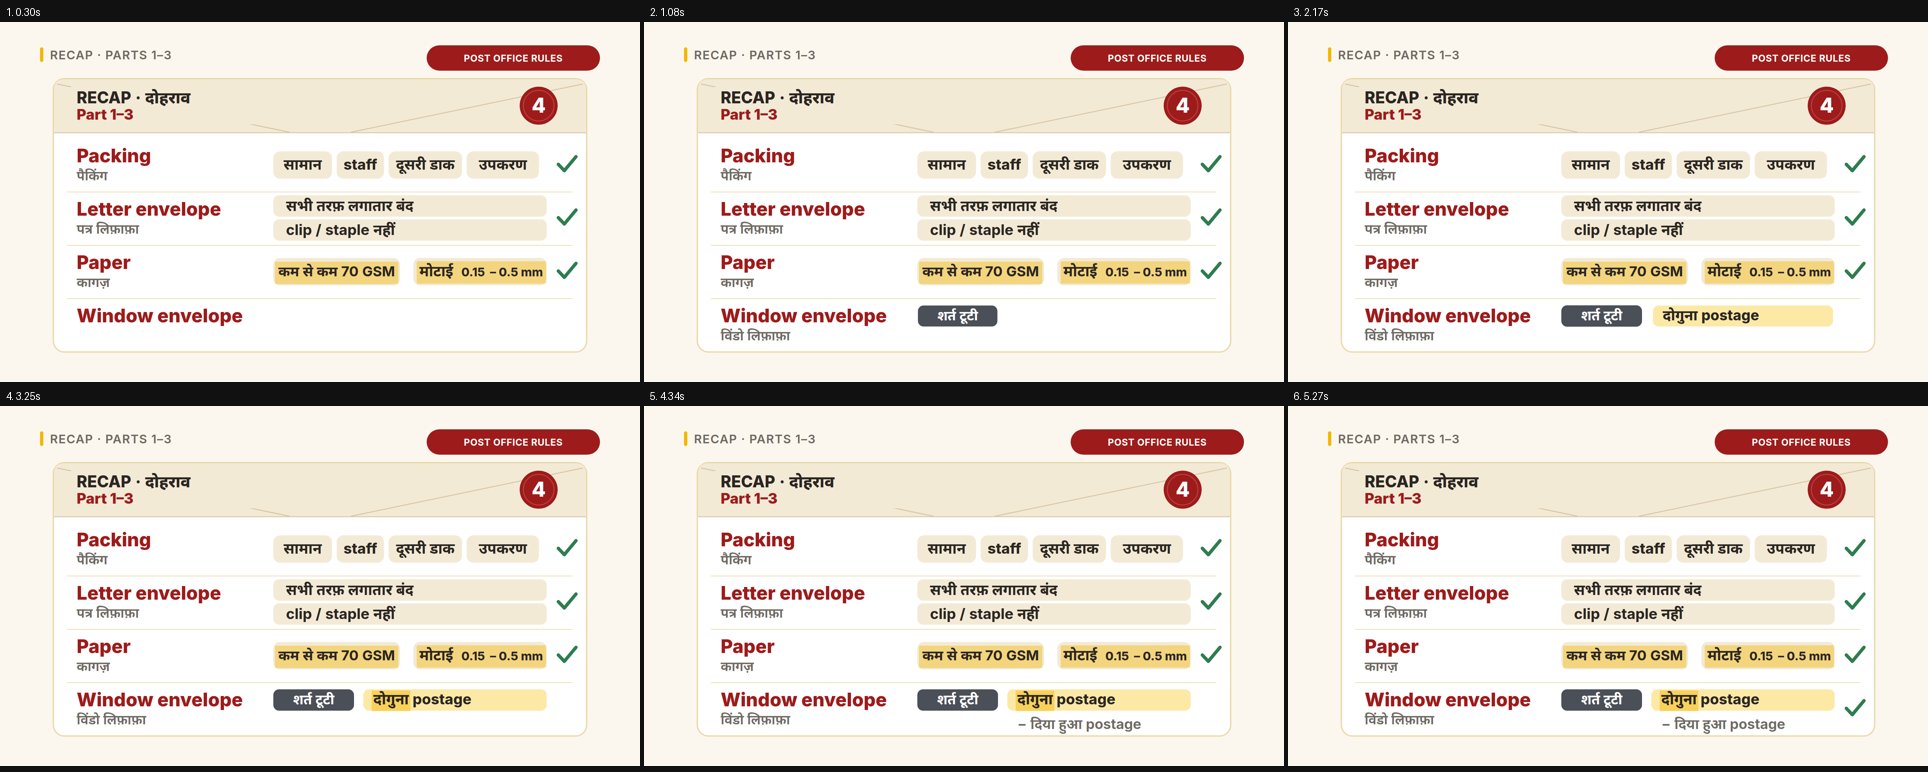 1. 0.30s
RECAP · PARTS 1–3
POST OFFICE RULES
RECAP · दोहराव
Part 1–3
4
Packing
पैकिंग
सामान staff दूसरी डाक उपकरण
Letter envelope
पत्र लिफ़ाफ़ा
सभी तरफ़ लगातार बंद
clip / staple नहीं
Paper
कागज़
कम से कम 70 GSM मोटाई 0.15 – 0.5 mm
Window envelope
2. 1.08s
RECAP · PARTS 1–3
POST OFFICE RULES
RECAP · दोहराव
Part 1–3
4
Packing
पैकिंग
सामान staff दूसरी डाक उपकरण
Letter envelope
पत्र लिफ़ाफ़ा
सभी तरफ़ लगातार बंद
clip / staple नहीं
Paper
कागज़
कम से कम 70 GSM मोटाई 0.15 – 0.5 mm
Window envelope शर्त टूटी
विंडो लिफ़ाफ़ा
3. 2.17s
RECAP · PARTS 1–3
POST OFFICE RULES
RECAP · दोहराव
Part 1–3
4
Packing
पैकिंग
सामान staff दूसरी डाक उपकरण
Letter envelope
पत्र लिफ़ाफ़ा
सभी तरफ़ लगातार बंद
clip / staple नहीं
Paper
कागज़
कम से कम 70 GSM मोटाई 0.15 – 0.5 mm
Window envelope शर्त टूटी दोगुना postage
विंडो लिफ़ाफ़ा
4. 3.25s
RECAP · PARTS 1–3
POST OFFICE RULES
RECAP · दोहराव
Part 1–3
4
Packing
पैकिंग
सामान staff दूसरी डाक उपकरण
Letter envelope
पत्र लिफ़ाफ़ा
सभी तरफ़ लगातार बंद
clip / staple नहीं
Paper
कागज़
कम से कम 70 GSM मोटाई 0.15 – 0.5 mm
Window envelope शर्त टूटी दोगुना postage
विंडो लिफ़ाफ़ा
5. 4.34s
RECAP · PARTS 1–3
POST OFFICE RULES
RECAP · दोहराव
Part 1–3
4
Packing
पैकिंग
सामान staff दूसरी डाक उपकरण
Letter envelope
पत्र लिफ़ाफ़ा
सभी तरफ़ लगातार बंद
clip / staple नहीं
Paper
कागज़
कम से कम 70 GSM मोटाई 0.15 – 0.5 mm
Window envelope शर्त टूटी दोगुना postage
विंडो लिफ़ाफ़ा
– दिया हुआ postage
6. 5.27s
RECAP · PARTS 1–3
POST OFFICE RULES
RECAP · दोहराव
Part 1–3
4
Packing
पैकिंग
सामान staff दूसरी डाक उपकरण
Letter envelope
पत्र लिफ़ाफ़ा
सभी तरफ़ लगातार बंद
clip / staple नहीं
Paper
कागज़
कम से कम 70 GSM मोटाई 0.15 – 0.5 mm
Window envelope शर्त टूटी दोगुना postage
विंडो लिफ़ाफ़ा
– दिया हुआ postage